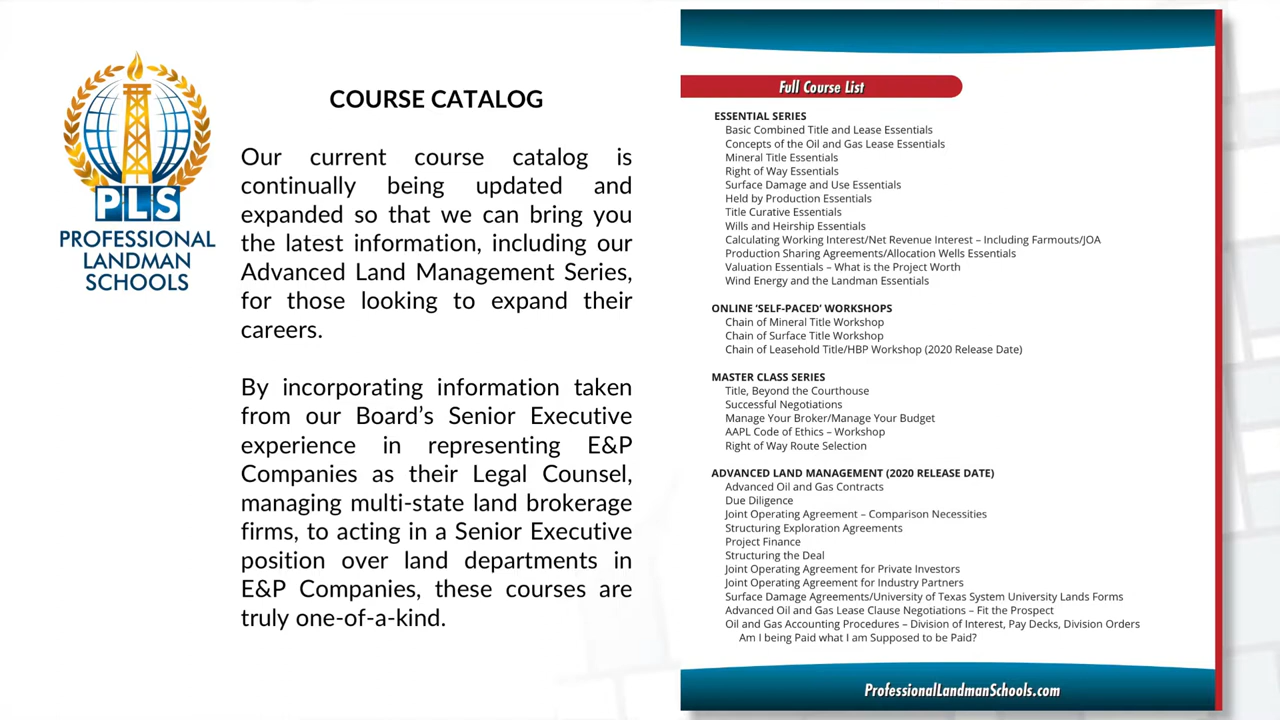 PLS
PROFESSIONAL
LANDMAN
SCHOOLS
COURSE CATALOG
Our current course catalog is
continually being updated and
expanded so that we can bring you
the latest information, including our
Advanced Land Management Series,
for those looking to expand their
careers.
By incorporating information taken
from our Board's Senior Executive
experience in representing E&P
Companies as their Legal Counsel,
managing multi-state land brokerage
firms, to acting in a Senior Executive
position over land departments in
E&P Companies, these courses are
truly one-of-a-kind.
Full Course List
ESSENTIAL SERIES
Basic Combined Title and Lease Essentials
Concepts of the Oil and Gas Lease Essentials
Mineral Title Essentials
Right of Way Essentials
Surface Damage and Use Essentials
Held by Production Essentials
Title Curative Essentials
Wills and Heirship Essentials
Calculating Working Interest/Net Revenue Interest – Including Farmouts/JOA
Production Sharing Agreements/Allocation Wells Essentials
Valuation Essentials – What is the Project Worth
Wind Energy and the Landman Essentials
ONLINE 'SELF-PACED' WORKSHOPS
Chain of Mineral Title Workshop
Chain of Surface Title Workshop
Chain of Leasehold Title/HBP Workshop (2020 Release Date)
MASTER CLASS SERIES
Title, Beyond the Courthouse
Successful Negotiations
Manage Your Broker/Manage Your Budget
AAPL Code of Ethics – Workshop
Right of Way Route Selection
ADVANCED LAND MANAGEMENT (2020 RELEASE DATE)
Advanced Oil and Gas Contracts
Due Diligence
Joint Operating Agreement – Comparison Necessities
Structuring Exploration Agreements
Project Finance
Structuring the Deal
Joint Operating Agreement for Private Investors
Joint Operating Agreement for Industry Partners
Surface Damage Agreements/University of Texas System University Lands Forms
Advanced Oil and Gas Lease Clause Negotiations – Fit the Prospect
Oil and Gas Accounting Procedures – Division of Interest, Pay Decks, Division Orders
Am I being Paid what I am Supposed to be Paid?
ProfessionalLandmanSchools.com